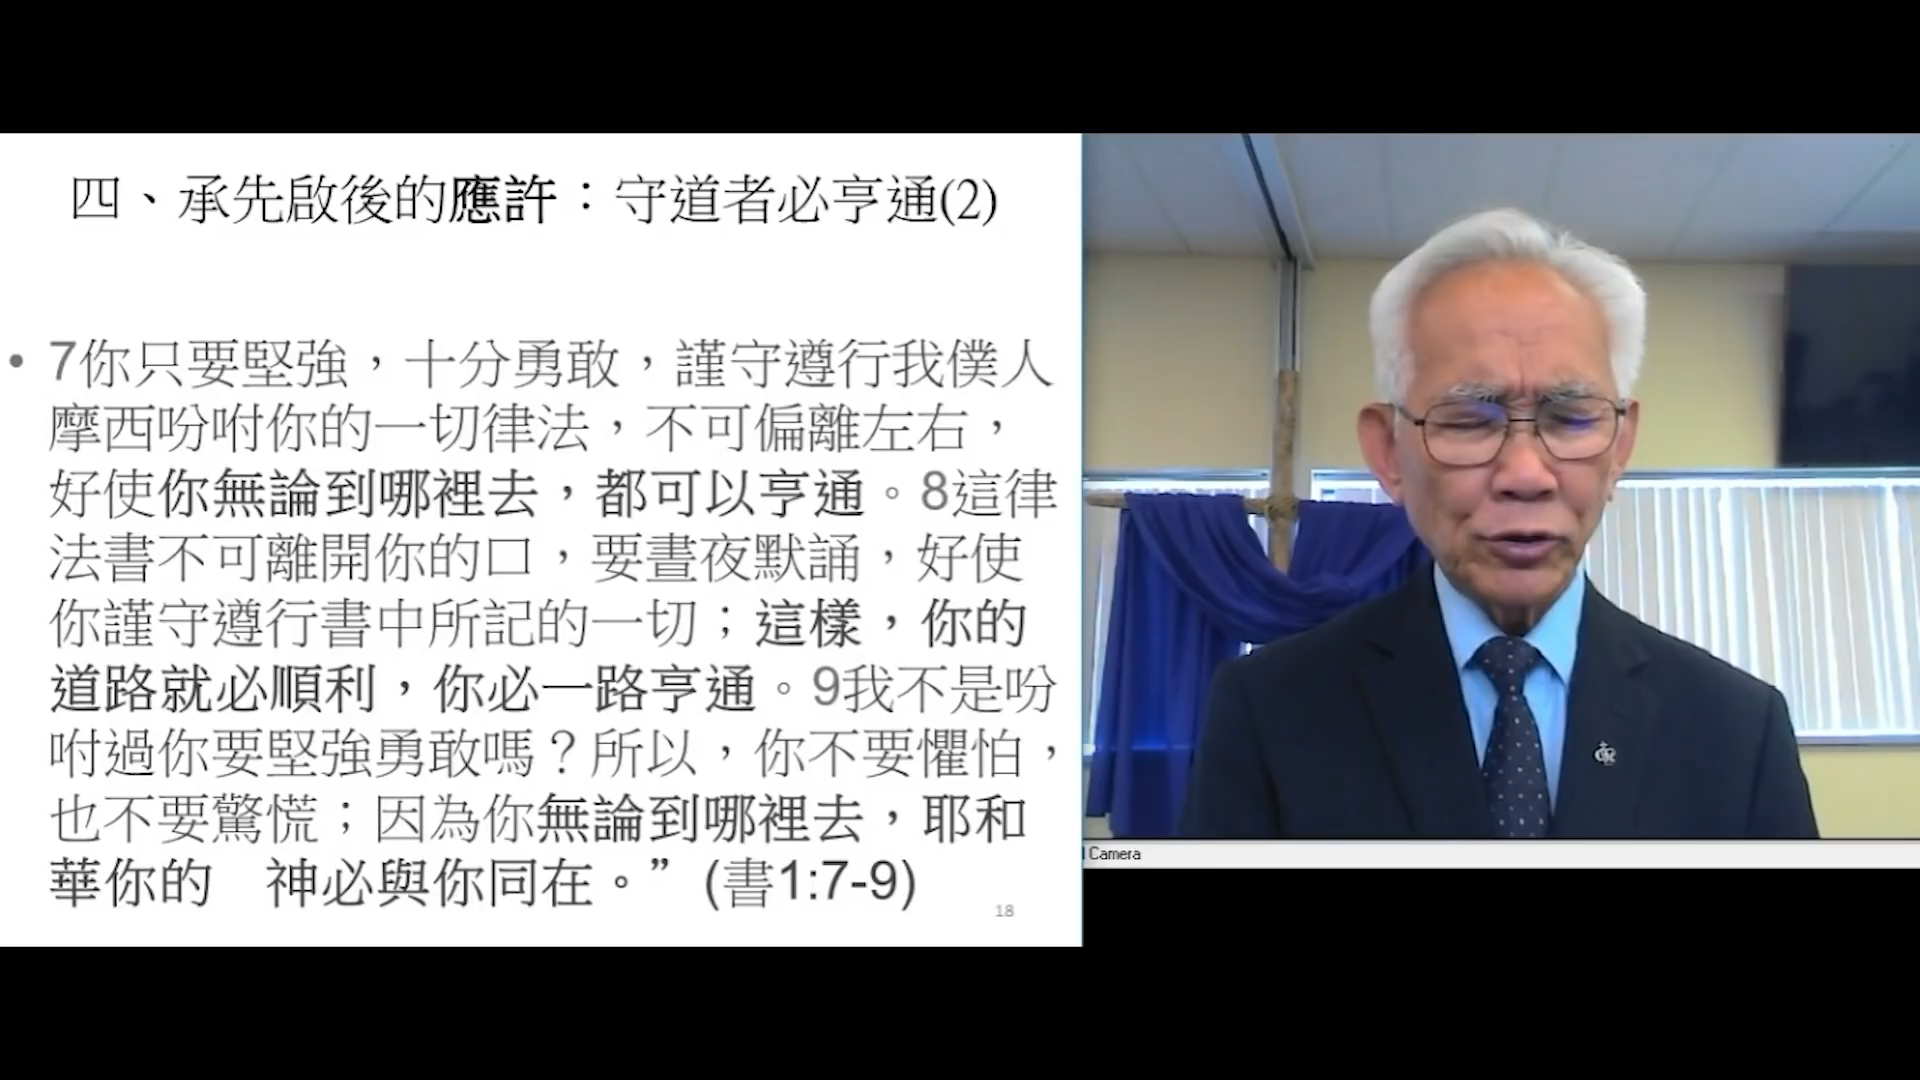 四、承先啟後的應許：守道者必亨通(2)
• 7你只要堅強，十分勇敢，謹守遵行我僕人
摩西吩咐你的一切律法，不可偏離左右，
好使你無論到哪裡去，都可以亨通。8這律
法書不可離開你的口，要晝夜默誦，好使
你謹守遵行書中所記的一切；這樣，你的
道路就必順利，你必一路亨通。9我不是吩
咐過你要堅強勇敢嗎？所以，你不要懼怕，
也不要驚慌；因為你無論到哪裡去，耶和
華你的　神必與你同在。” (書1:7-9)
18
Camera